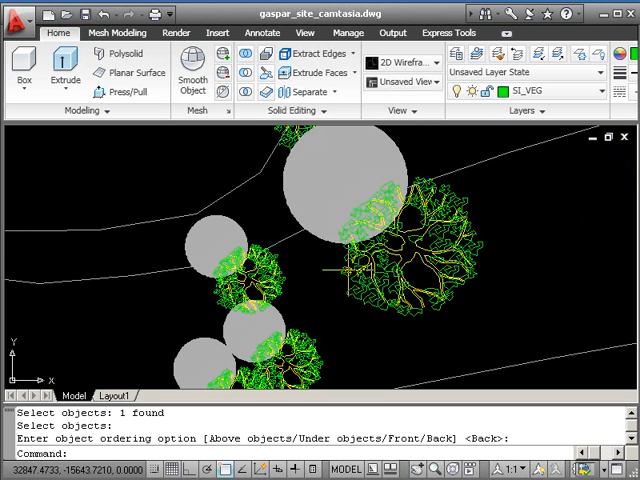 gaspar_site_camtasia.dwg
Home Mesh Modeling Render Insert Annotate View Manage Output Express Tools
Box
Extrude
Polysolid
Planar Surface
Press/Pull
Modeling
Smooth
Object
Mesh
Extract Edges
Extrude Faces
Separate
Solid Editing
2D Wirefra...
Unsaved View
View
Unsaved Layer State
SI_VEG
Layers
Y
X
Model Layout1
Select objects: 1 found
Select objects:
Enter object ordering option [Above objects/Under objects/Front/Back] <Back>:
Command:
32847.4733, -15643.7210, 0.0000 MODEL 1:1